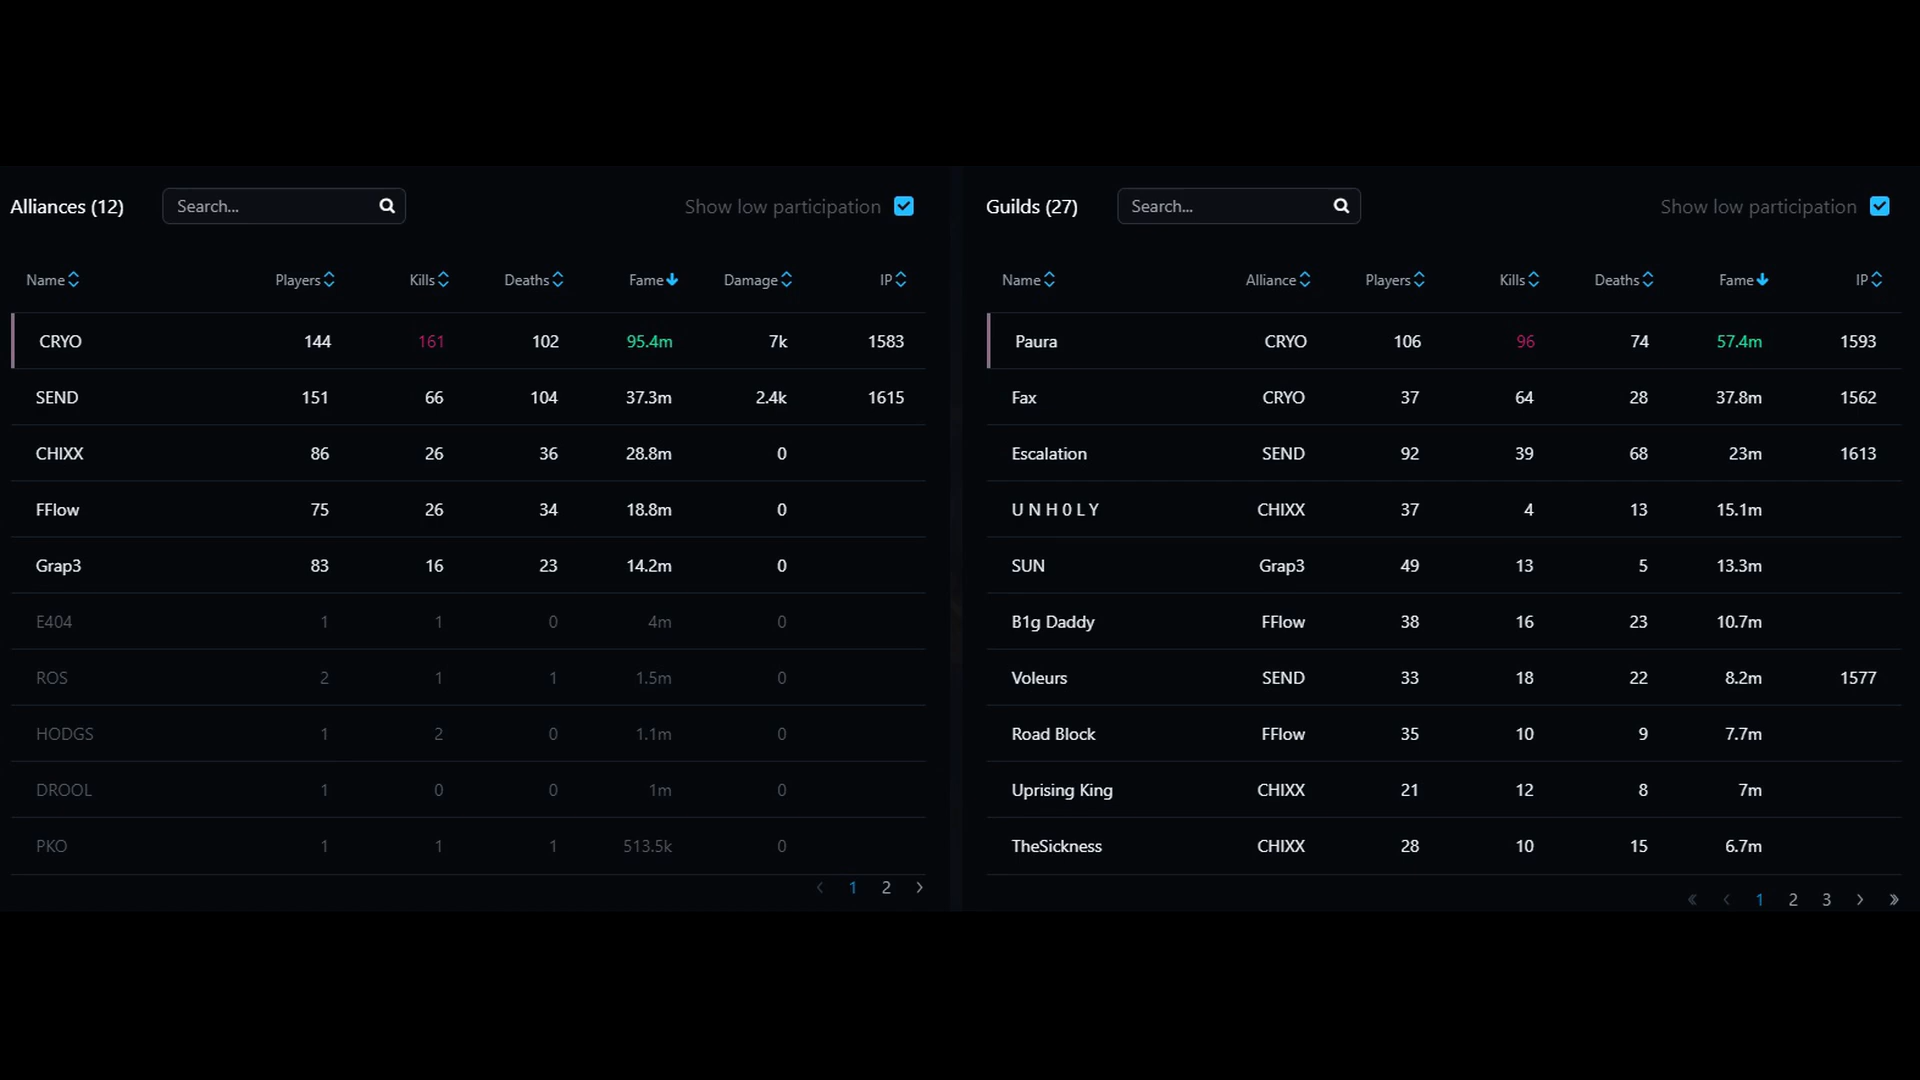 Alliances (12) Search... Show low participation
Name Players Kills Deaths Fame Damage IP
CRYO 144 161 102 95.4m 7k 1583
SEND 151 66 104 37.3m 2.4k 1615
CHIXX 86 26 36 28.8m 0
FFlow 75 26 34 18.8m 0
Grap3 83 16 23 14.2m 0
E404 1 1 0 4m 0
ROS 2 1 1 1.5m 0
HODGS 1 2 0 1.1m 0
DROOL 1 0 0 1m 0
PKO 1 1 1 513.5k 0
‹ 1 2 ›
Guilds (27) Search... Show low participation
Name Alliance Players Kills Deaths Fame IP
Paura CRYO 106 96 74 57.4m 1593
Fax CRYO 37 64 28 37.8m 1562
Escalation SEND 92 39 68 23m 1613
U N H 0 L Y CHIXX 37 4 13 15.1m
SUN Grap3 49 13 5 13.3m
B1g Daddy FFlow 38 16 23 10.7m
Voleurs SEND 33 18 22 8.2m 1577
Road Block FFlow 35 10 9 7.7m
Uprising King CHIXX 21 12 8 7m
TheSickness CHIXX 28 10 15 6.7m
« ‹ 1 2 3 › »